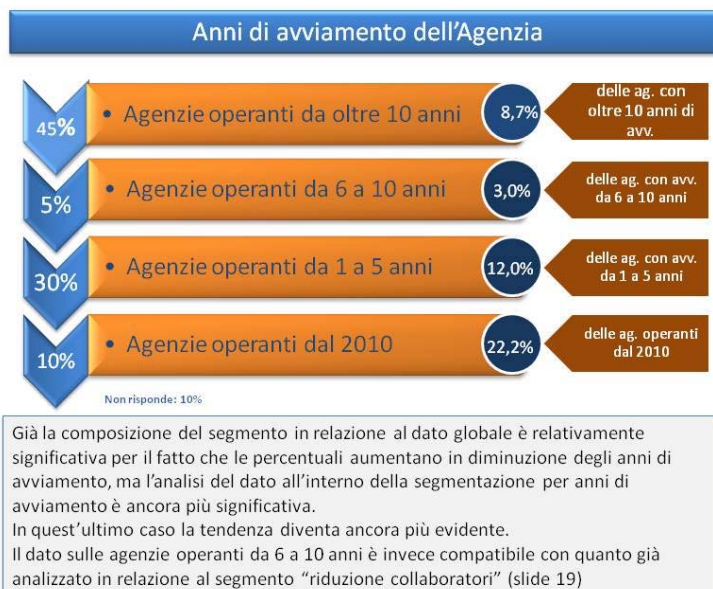 Anni di avviamento dell'Agenzia
45%
• Agenzie operanti da oltre 10 anni
8,7%
delle ag. con
oltre 10 anni di
avv.
5%
• Agenzie operanti da 6 a 10 anni
3,0%
delle ag. con avv.
da 6 a 10 anni
30%
• Agenzie operanti da 1 a 5 anni
12,0%
delle ag. con avv.
da 1 a 5 anni
10%
• Agenzie operanti dal 2010
22,2%
delle ag. operanti
dal 2010
Non risponde: 10%
Già la composizione del segmento in relazione al dato globale è relativamente
significativa per il fatto che le percentuali aumentano in diminuzione degli anni di
avviamento, ma l'analisi del dato all'interno della segmentazione per anni di
avviamento è ancora più significativa.
In quest'ultimo caso la tendenza diventa ancora più evidente.
Il dato sulle agenzie operanti da 6 a 10 anni è invece compatibile con quanto già
analizzato in relazione al segmento "riduzione collaboratori" (slide 19)